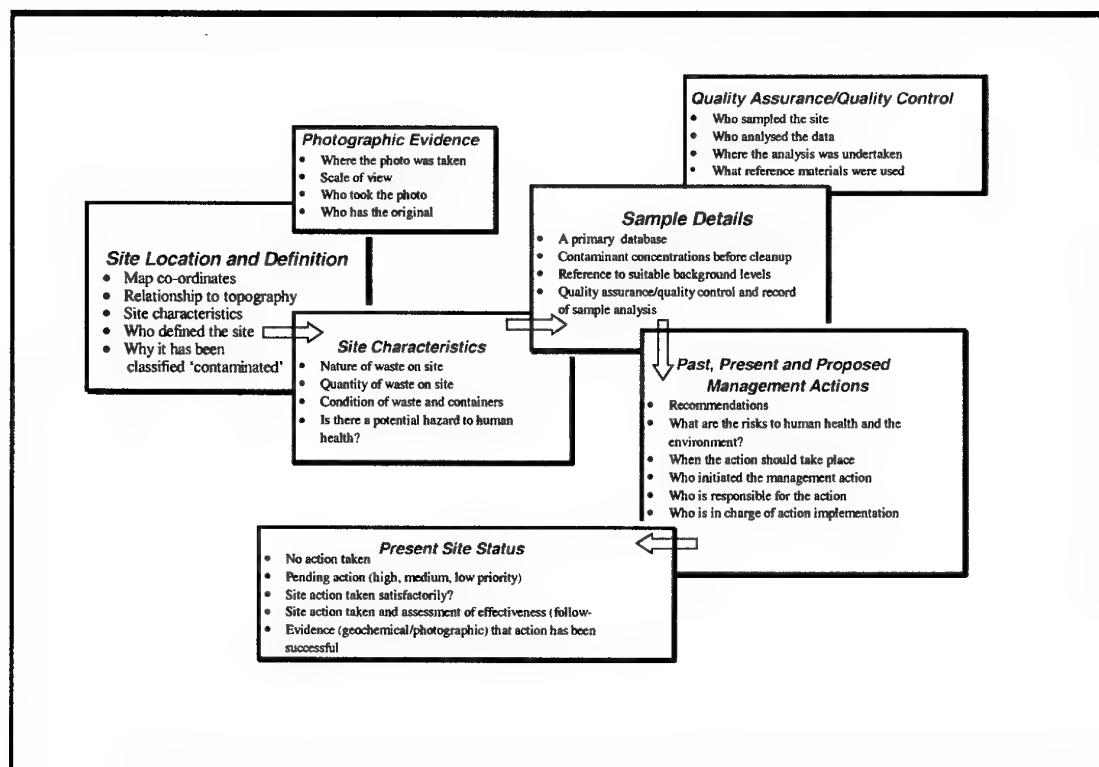 Quality Assurance/Quality Control
• Who sampled the site
• Who analysed the data
• Where the analysis was undertaken
• What reference materials were used
Photographic Evidence
• Where the photo was taken
• Scale of view
• Who took the photo
• Who has the original
Site Location and Definition
• Map co-ordinates
• Relationship to topography
• Site characteristics
• Who defined the site
• Why it has been
classified ‘contaminated’
Site Characteristics
• Nature of waste on site
• Quantity of waste on site
• Condition of waste and containers
• Is there a potential hazard to human
health?
Sample Details
• A primary database
• Contaminant concentrations before cleanup
• Reference to suitable background levels
• Quality assurance/quality control and record
of sample analysis
Past, Present and Proposed
Management Actions
• Recommendations
• What are the risks to human health and the
environment?
• When the action should take place
• Who initiated the management action
• Who is responsible for the action
• Who is in charge of action implementation
Present Site Status
• No action taken
• Pending action (high, medium, low priority)
• Site action taken satisfactorily?
• Site action taken and assessment of effectiveness (follow-
• Evidence (geochemical/photographic) that action has been
successful